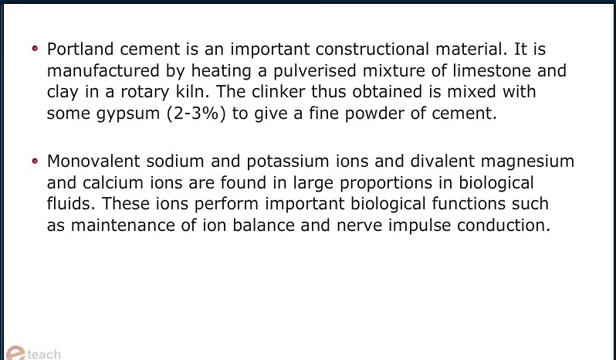 Portland cement is an important constructional material. It is
manufactured by heating a pulverised mixture of limestone and
clay in a rotary kiln. The clinker thus obtained is mixed with
some gypsum (2-3%) to give a fine powder of cement.
Monovalent sodium and potassium ions and divalent magnesium
and calcium ions are found in large proportions in biological
fluids. These ions perform important biological functions such
as maintenance of ion balance and nerve impulse conduction.
e teach